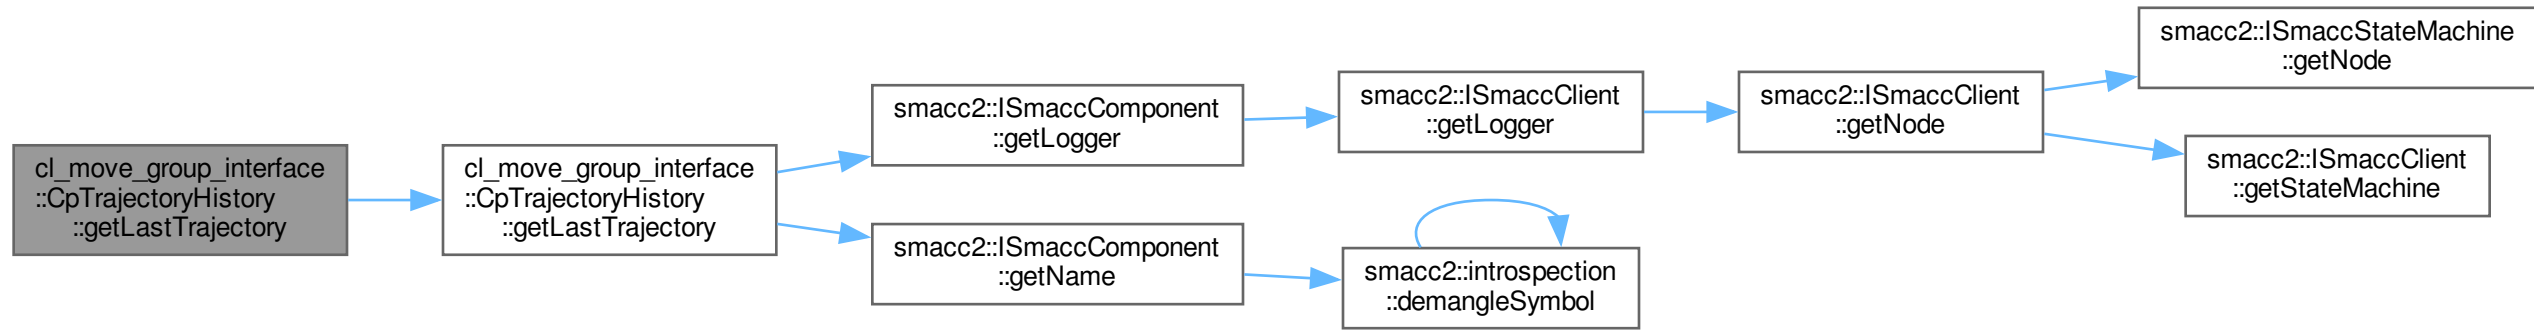 cl_move_group_interface
::CpTrajectoryHistory
::getLastTrajectory
cl_move_group_interface
::CpTrajectoryHistory
::getLastTrajectory
smacc2::ISmaccComponent
::getLogger
smacc2::ISmaccClient
::getLogger
smacc2::ISmaccClient
::getNode
smacc2::ISmaccStateMachine
::getNode
smacc2::ISmaccClient
::getStateMachine
smacc2::ISmaccComponent
::getName
smacc2::introspection
::demangleSymbol